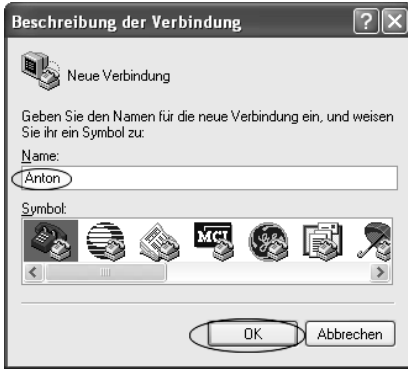 Beschreibung der Verbindung
Neue Verbindung
Geben Sie den Namen für die neue Verbindung ein, und weisen
Sie ihr ein Symbol zu:
Name:
Anton
Symbol:
MCI
OK Abbrechen